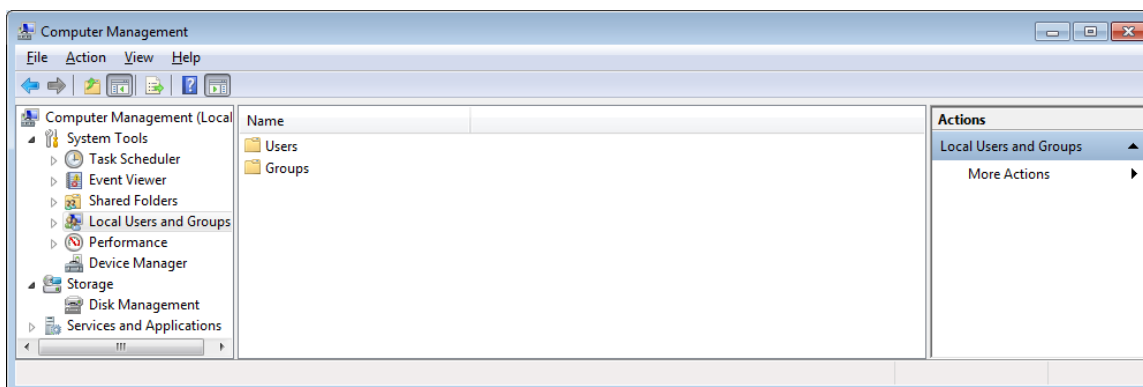 Computer Management
File Action View Help
Computer Management (Local
System Tools
Task Scheduler
Event Viewer
Shared Folders
Local Users and Groups
Performance
Device Manager
Storage
Disk Management
Services and Applications
Name
Users
Groups
Actions
Local Users and Groups
More Actions